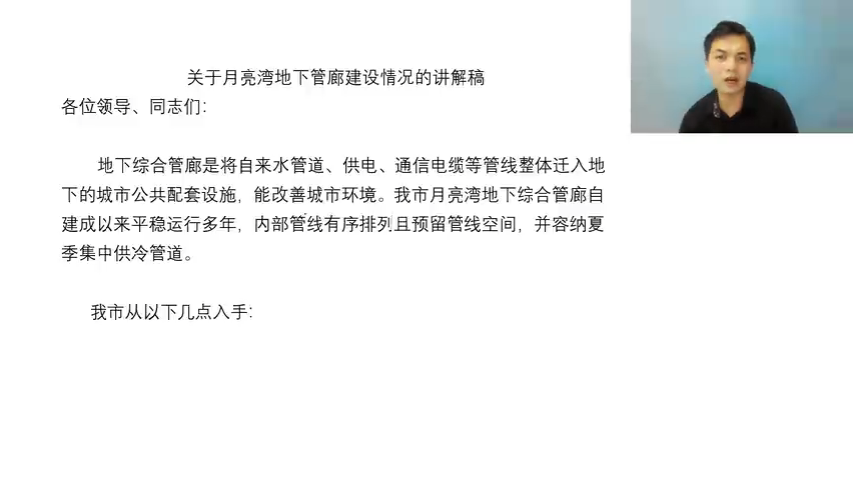 关于月亮湾地下管廊建设情况的讲解稿
各位领导、同志们：
地下综合管廊是将自来水管道、供电、通信电缆等管线整体迁入地
下的城市公共配套设施，能改善城市环境。我市月亮湾地下综合管廊自
建成以来平稳运行多年，内部管线有序排列且预留管线空间，并容纳夏
季集中供冷管道。
我市从以下几点入手：